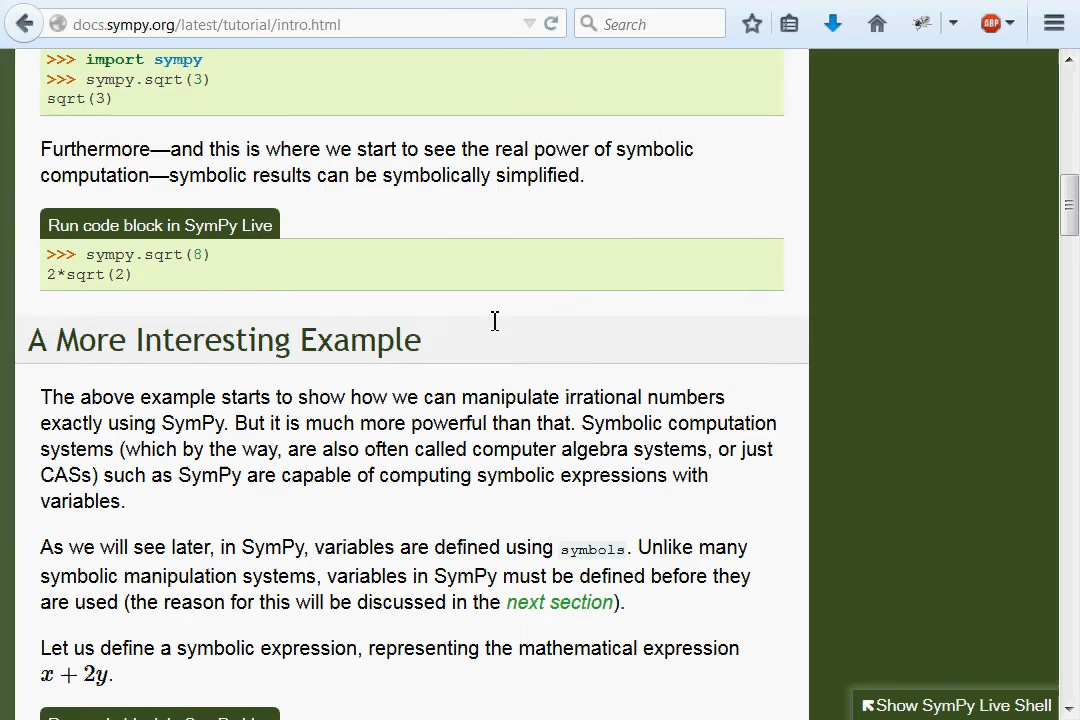 docs.sympy.org/latest/tutorial/intro.html
Search
ABP
>>> import sympy
>>> sympy.sqrt(3)
sqrt(3)
Furthermore—and this is where we start to see the real power of symbolic
computation—symbolic results can be symbolically simplified.
Run code block in SymPy Live
>>> sympy.sqrt(8)
2*sqrt(2)
A More Interesting Example
The above example starts to show how we can manipulate irrational numbers
exactly using SymPy. But it is much more powerful than that. Symbolic computation
systems (which by the way, are also often called computer algebra systems, or just
CASs) such as SymPy are capable of computing symbolic expressions with
variables.
As we will see later, in SymPy, variables are defined using symbols. Unlike many
symbolic manipulation systems, variables in SymPy must be defined before they
are used (the reason for this will be discussed in the next section).
Let us define a symbolic expression, representing the mathematical expression
x + 2y.
Show SymPy Live Shell